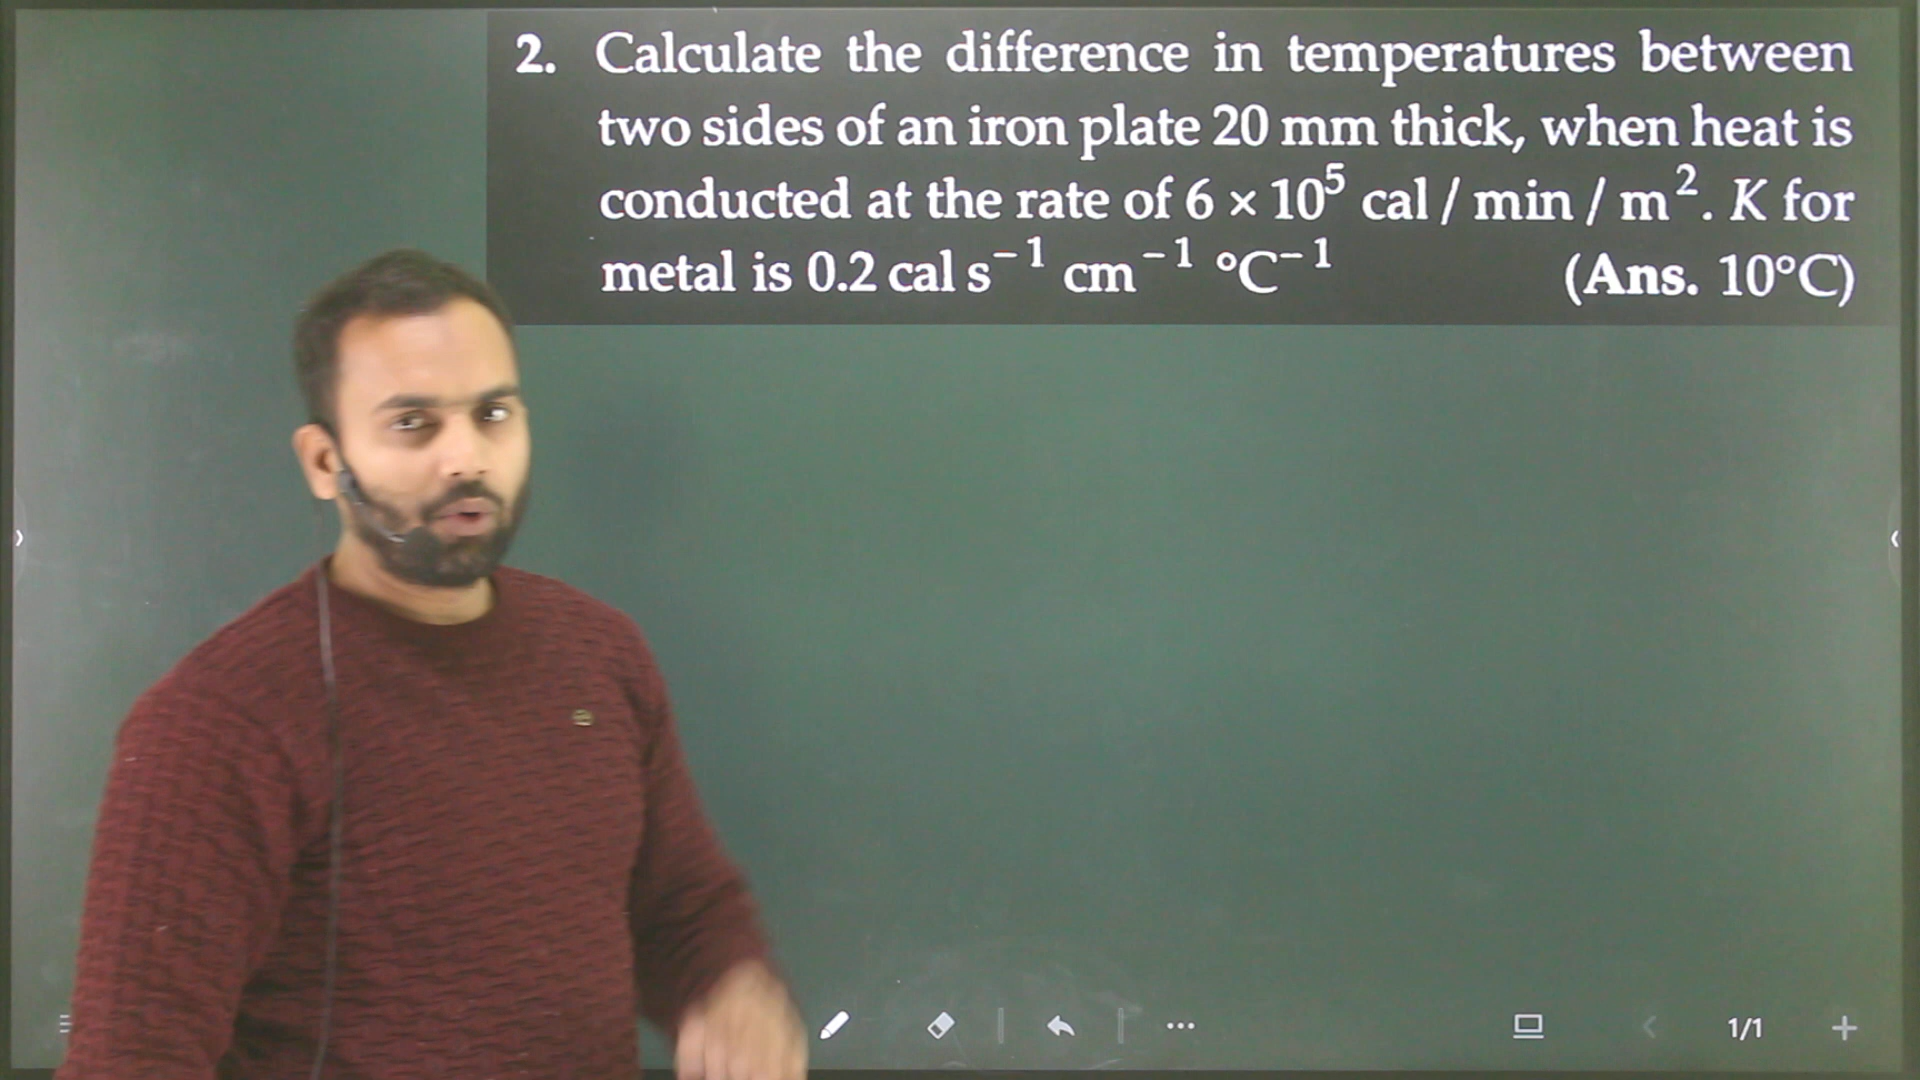 2. Calculate the difference in temperatures between
two sides of an iron plate 20 mm thick, when heat is
conducted at the rate of 6 × 10⁵ cal / min / m². K for
metal is 0.2 cal s⁻¹ cm⁻¹ °C⁻¹ (Ans. 10°C)
1/1